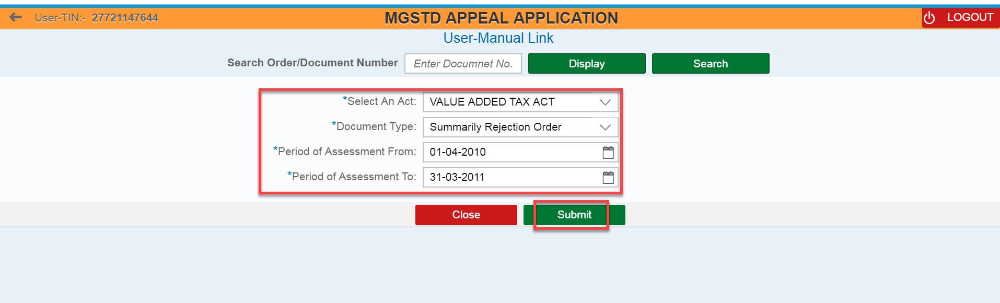 User-TIN:- 27721147644 MGSTD APPEAL APPLICATION LOGOUT
User-Manual Link
Search Order/Document Number Enter Documnet No. Display Search
*Select An Act: VALUE ADDED TAX ACT
*Document Type: Summarily Rejection Order
*Period of Assessment From: 01-04-2010
*Period of Assessment To: 31-03-2011
Close Submit